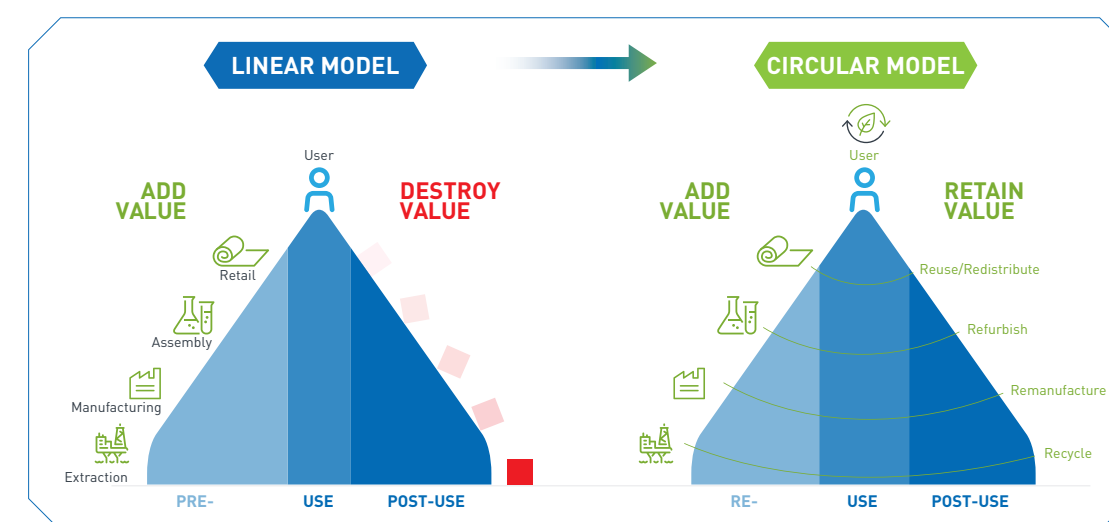 LINEAR MODEL
CIRCULAR MODEL
User
ADD
VALUE
DESTROY
VALUE
Retail
Assembly
Manufacturing
Extraction
PRE-
USE
POST-USE
User
ADD
VALUE
RETAIN
VALUE
Reuse/Redistribute
Refurbish
Remanufacture
Recycle
RE-
USE
POST-USE